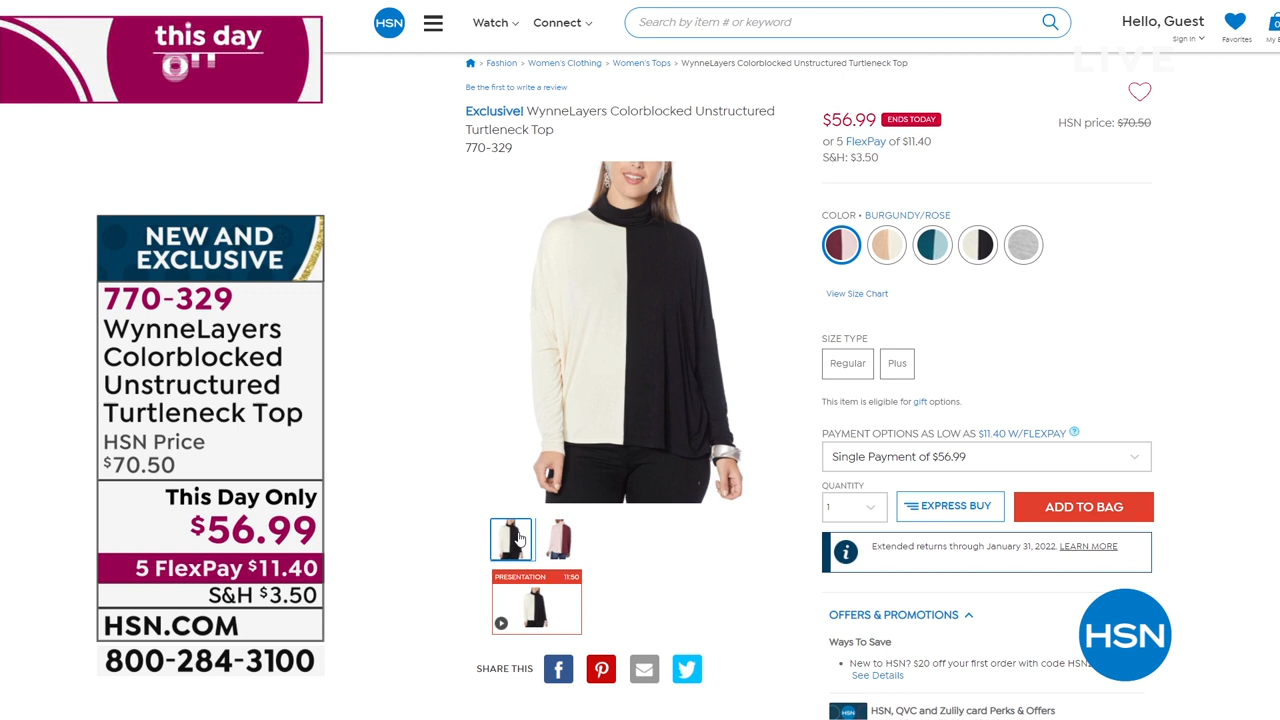 this day
NEW AND
EXCLUSIVE
770-329
WynneLayers
Colorblocked
Unstructured
Turtleneck Top
HSN Price
$70.50
This Day Only
$56.99
5 FlexPay $11.40
S&H $3.50
HSN.COM
800-284-3100
HSN
Watch
Connect
Search by item # or keyword
Hello, Guest
Sign In
Favorites
0
LIVE
> Fashion > Women's Clothing > Women's Tops > WynneLayers Colorblocked Unstructured Turtleneck Top
Be the first to write a review
Exclusive! WynneLayers Colorblocked Unstructured
Turtleneck Top
770-329
PRESENTATION 11:50
SHARE THIS
$56.99 ENDS TODAY
HSN price: $70.50
or 5 FlexPay of $11.40
S&H: $3.50
COLOR • BURGUNDY/ROSE
View Size Chart
SIZE TYPE
Regular Plus
This item is eligible for gift options.
PAYMENT OPTIONS AS LOW AS $11.40 W/FLEXPAY ?
Single Payment of $56.99
QUANTITY
1
EXPRESS BUY
ADD TO BAG
Extended returns through January 31, 2022. LEARN MORE
OFFERS & PROMOTIONS
Ways To Save
• New to HSN? $20 off your first order with code
See Details
HSN
HSN, QVC and Zulily card Perks & Offers
HSN